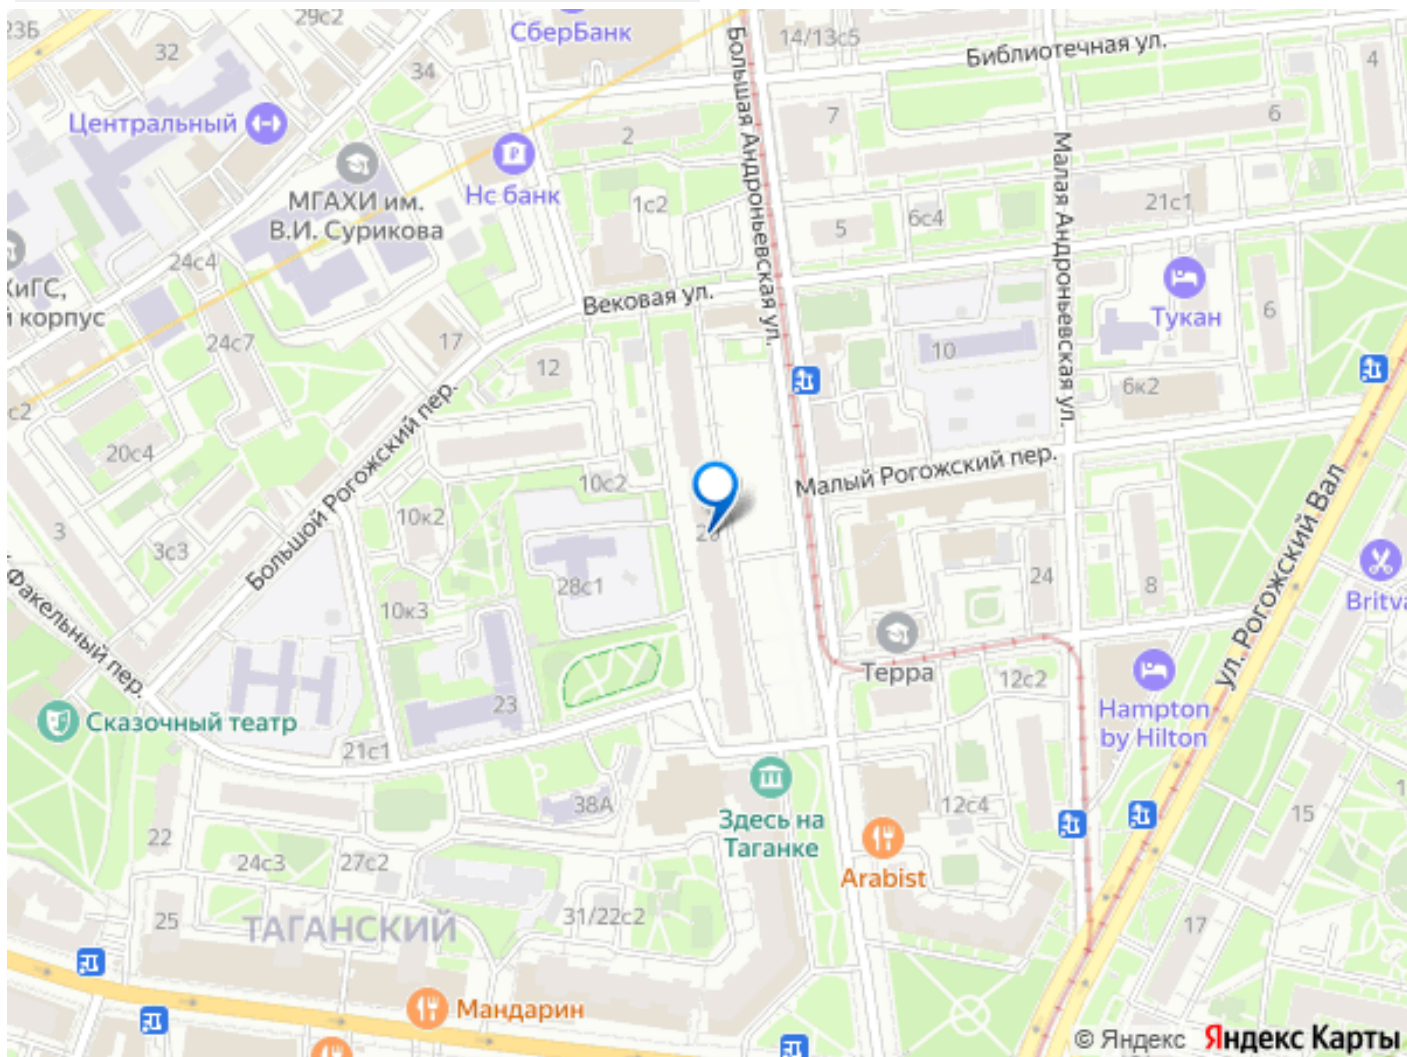 29с2
23Б
32
34
СберБанк
14/13с5
Библиотечная ул.
4
Центральный
2
7
6
МГАХИ им.
В.И. Сурикова
Нс банк
1с2
Большая Андроньевская ул.
5
6с4
Малая Андроньевская ул.
21с1
24с4
ХиГС,
корпус
Вековая ул.
Тукан
6
24с7
17
12
10
6к2
с2
20с4
Большой Рогожский пер.
10с2
Малый Рогожский пер.
10к2
3
3с3
28с1
24
8
ул. Рогожский Вал
Britva
Факельный пер.
10к3
Терра
12с2
Hampton
by Hilton
23
Сказочный театр
21с1
38А
Здесь на
Таганке
12с4
15
22
24с3
27с2
Arabist
25
ТАГАНСКИЙ
31/22с2
17
Мандарин
© Яндекс Яндекс Карты